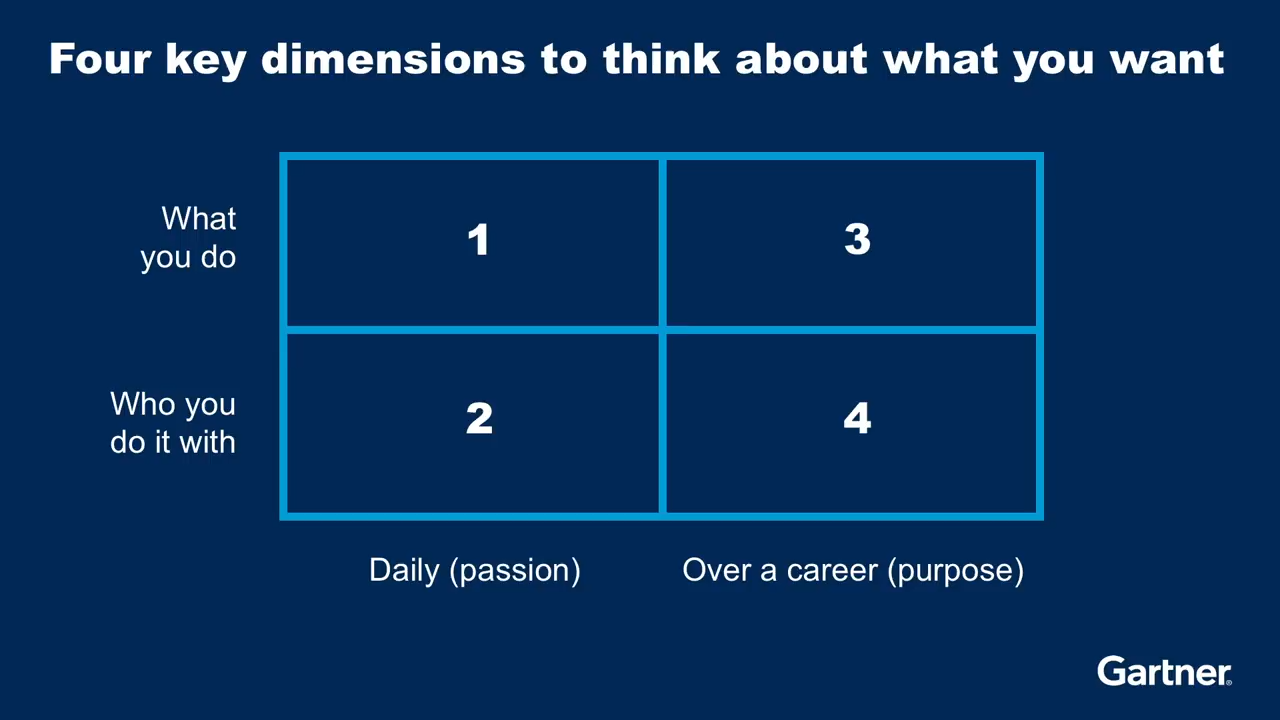 Four key dimensions to think about what you want
What
you do
1
3
Who you
do it with
2
4
Daily (passion)
Over a career (purpose)
Gartner®